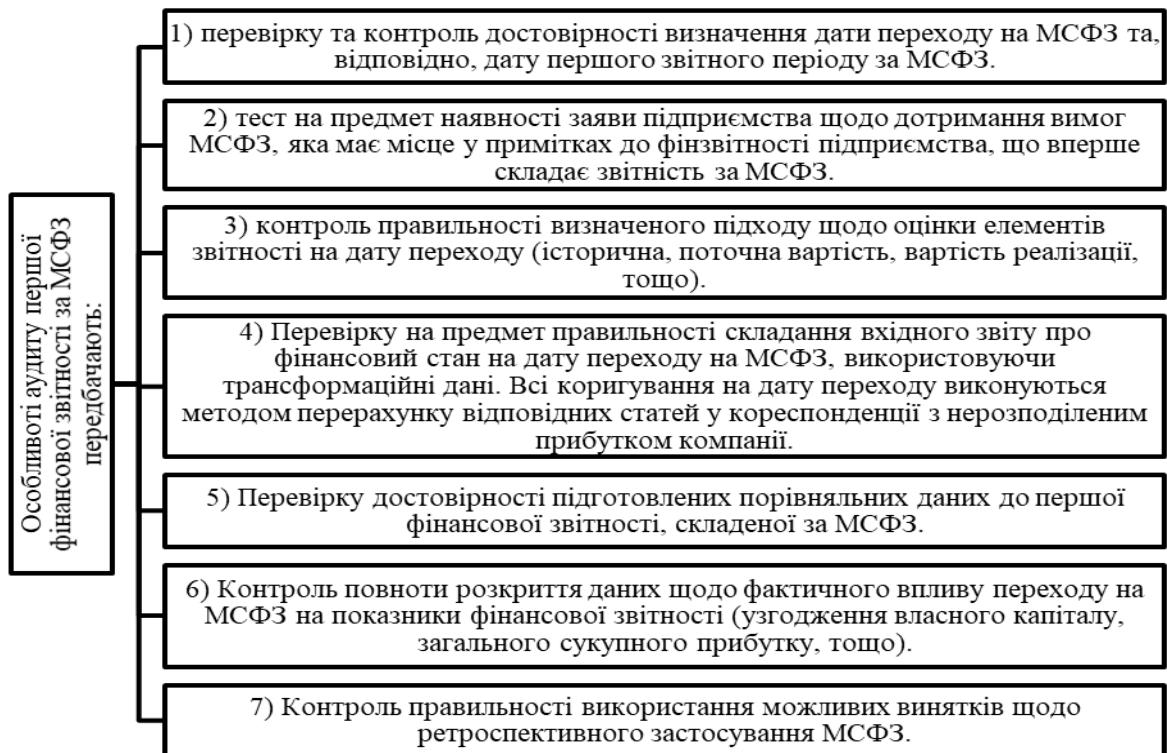 Особливоті аудиту першої
фінансової звітності за МСФЗ
передбачають:
1) перевірку та контроль достовірності визначення дати переходу на МСФЗ та,
відповідно, дату першого звітного періоду за МСФЗ.
2) тест на предмет наявності заяви підприємства щодо дотримання вимог
МСФЗ, яка має місце у примітках до фінзвітності підприємства, що вперше
складає звітність за МСФЗ.
3) контроль правильності визначеного підходу щодо оцінки елементів
звітності на дату переходу (історична, поточна вартість, вартість реалізації,
тощо).
4) Перевірку на предмет правильності складання вхідного звіту про
фінансовий стан на дату переходу на МСФЗ, використовуючи
трансформаційні дані. Всі коригування на дату переходу виконуються
методом перерахунку відповідних статей у кореспонденції з нерозподіленим
прибутком компанії.
5) Перевірку достовірності підготовлених порівняльних даних до першої
фінансової звітності, складеної за МСФЗ.
6) Контроль повноти розкриття даних щодо фактичного впливу переходу на
МСФЗ на показники фінансової звітності (узгодження власного капіталу,
загального сукупного прибутку, тощо).
7) Контроль правильності використання можливих винятків щодо
ретроспективного застосування МСФЗ.